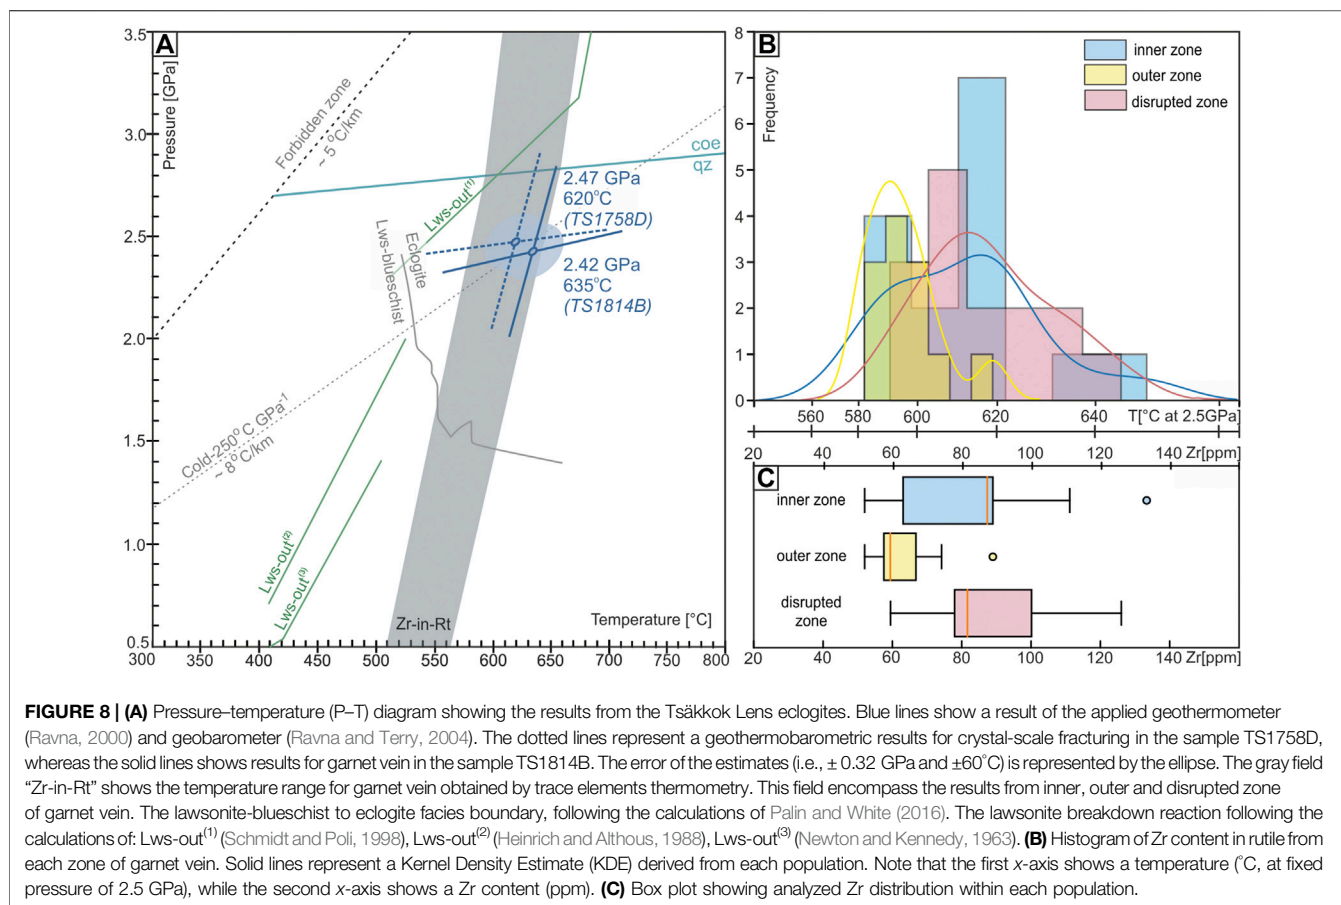 A
3.5
3.0
2.5
2.0
1.5
1.0
0.5
Pressure [GPa]
Forbidden zone
~ 5°C/km
coe
qz
Lws-out(1)
2.47 GPa
620°C
(TS1758D)
2.42 GPa
635°C
(TS1814B)
Lws-blueschist
Eclogite
Cold-250°C GPa-1
~ 8°C/km
Lws-out(2)
Lws-out(3)
Zr-in-Rt
Temperature [°C]
300 350 400 450 500 550 600 650 700 750 800
B
8
7
6
5
4
3
2
1
0
Frequency
inner zone
outer zone
disrupted zone
560 580 600 620 640 T[°C at 2.5GPa]
20 40 60 80 100 120 140 Zr[ppm]
C
inner zone
outer zone
disrupted
zone
20 40 60 80 100 120 140 Zr[ppm]
FIGURE 8 | (A) Pressure–temperature (P–T) diagram showing the results from the Tsäkkok Lens eclogites. Blue lines show a result of the applied geothermometer
(Ravna, 2000) and geobarometer (Ravna and Terry, 2004). The dotted lines represent a geothermobarometric results for crystal-scale fracturing in the sample TS1758D,
whereas the solid lines shows results for garnet vein in the sample TS1814B. The error of the estimates (i.e., ± 0.32 GPa and ±60°C) is represented by the ellipse. The gray field
“Zr-in-Rt” shows the temperature range for garnet vein obtained by trace elements thermometry. This field encompass the results from inner, outer and disrupted zone
of garnet vein. The lawsonite-blueschist to eclogite facies boundary, following the calculations of Palin and White (2016). The lawsonite breakdown reaction following the
calculations of: Lws-out(1) (Schmidt and Poli, 1998), Lws-out(2) (Heinrich and Althous, 1988), Lws-out(3) (Newton and Kennedy, 1963). (B) Histogram of Zr content in rutile from
each zone of garnet vein. Solid lines represent a Kernel Density Estimate (KDE) derived from each population. Note that the first x-axis shows a temperature (°C, at fixed
pressure of 2.5 GPa), while the second x-axis shows a Zr content (ppm). (C) Box plot showing analyzed Zr distribution within each population.